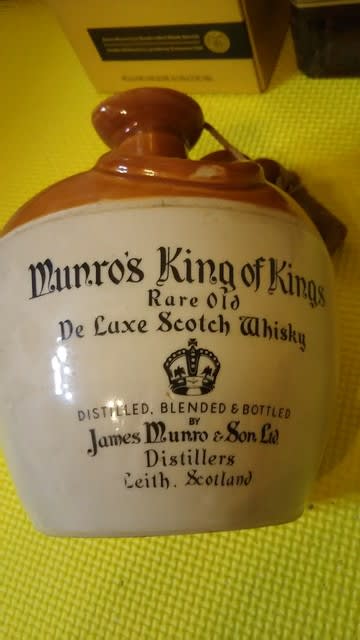 Munro's King of Kings
Rare Old
De Luxe Scotch Whisky
DISTILLED, BLENDED & BOTTLED
BY
James Munro & Son Ltd.
Distillers
Leith, Scotland